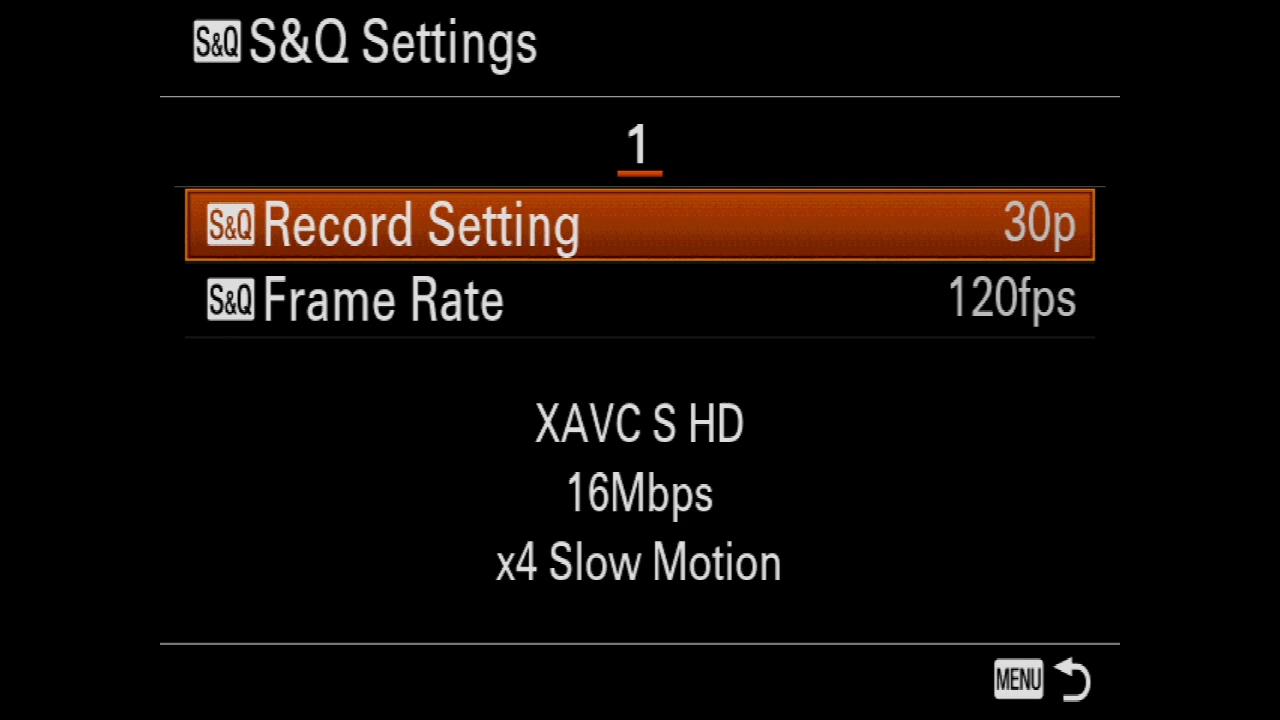 S&Q S&Q Settings
1
S&Q Record Setting 30p
S&Q Frame Rate 120fps
XAVC S HD
16Mbps
x4 Slow Motion
MENU